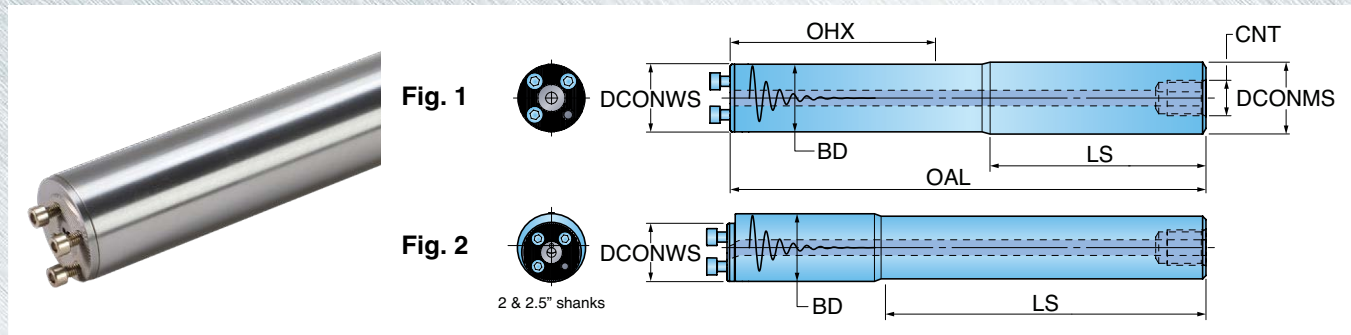 OHX
CNT
Fig. 1
DCONWS
DCONMS
BD
LS
OAL
Fig. 2
DCONWS
2 & 2.5” shanks
BD
LS